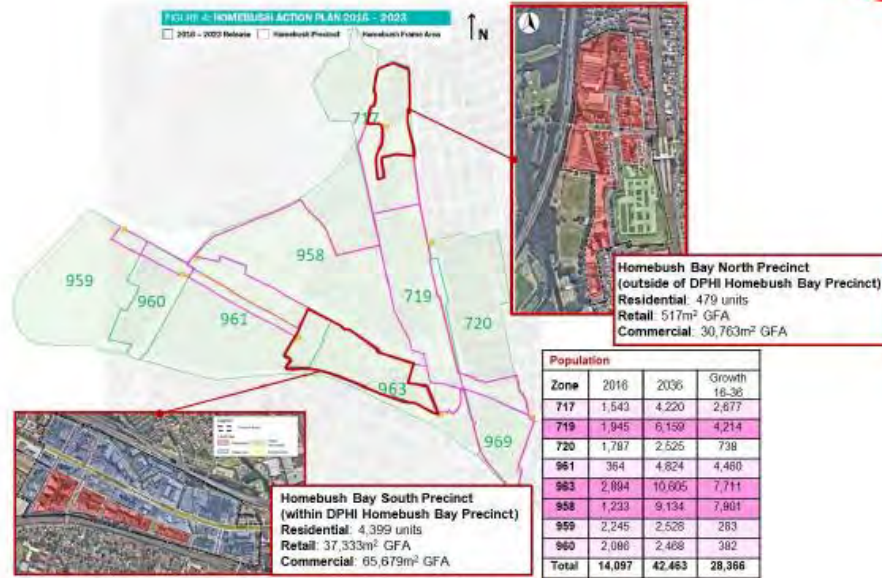 FIGURE 4: HOMEBUSH ACTION PLAN 2016 - 2023
2016 - 2023 Release Homebush Precinct Homebush Frame Area
N
717
958
959
960
961
719
720
963
969
Homebush Bay North Precinct
(outside of DPHI Homebush Bay Precinct)
Residential: 479 units
Retail: 517m² GFA
Commercial: 30,763m² GFA
Homebush Bay South Precinct
(within DPHI Homebush Bay Precinct)
Residential: 4,399 units
Retail: 37,333m² GFA
Commercial: 65,679m² GFA
Population
Zone 2016 2036 Growth
16-36
717 1,543 4,220 2,677
719 1,945 6,159 4,214
720 1,787 2,525 738
961 364 4,824 4,460
963 2,894 10,605 7,711
958 1,233 9,134 7,901
959 2,245 2,528 283
960 2,086 2,468 382
Total 14,097 42,463 28,366